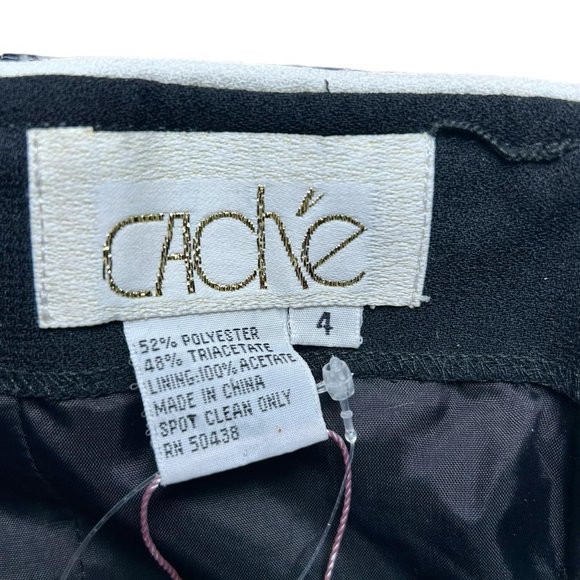 cAché
4
52% POLYESTER
48% TRIACETATE
LINING:100% ACETATE
MADE IN CHINA
SPOT CLEAN ONLY
RN 50438